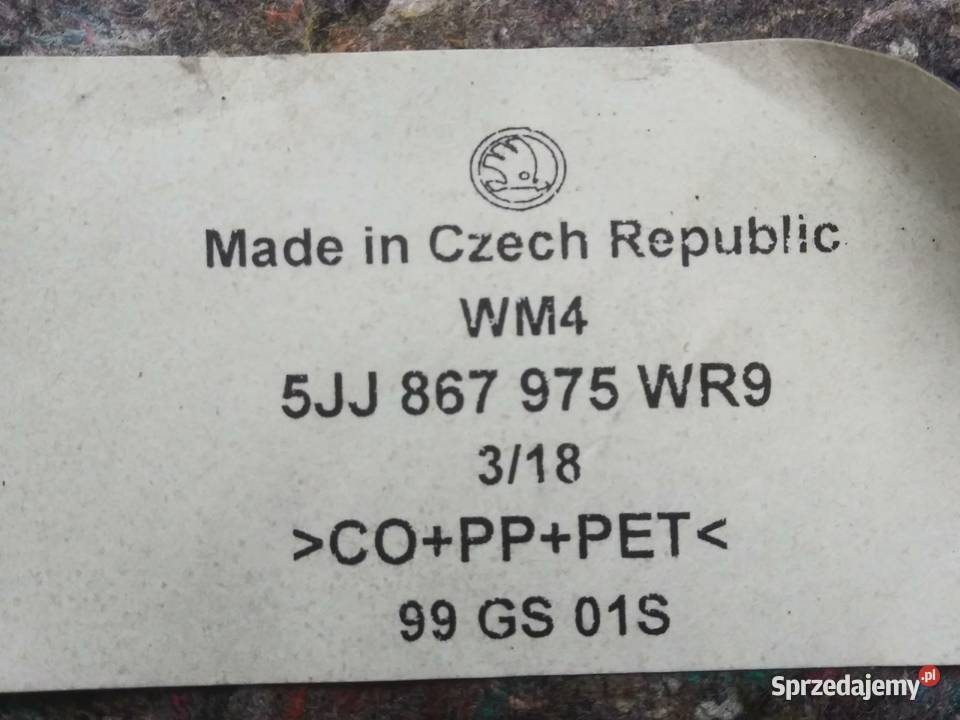 Made in Czech Republic
WM4
5JJ 867 975 WR9
3/18
>CO+PP+PET<
99 GS 01S
Sprzedajemy.pl